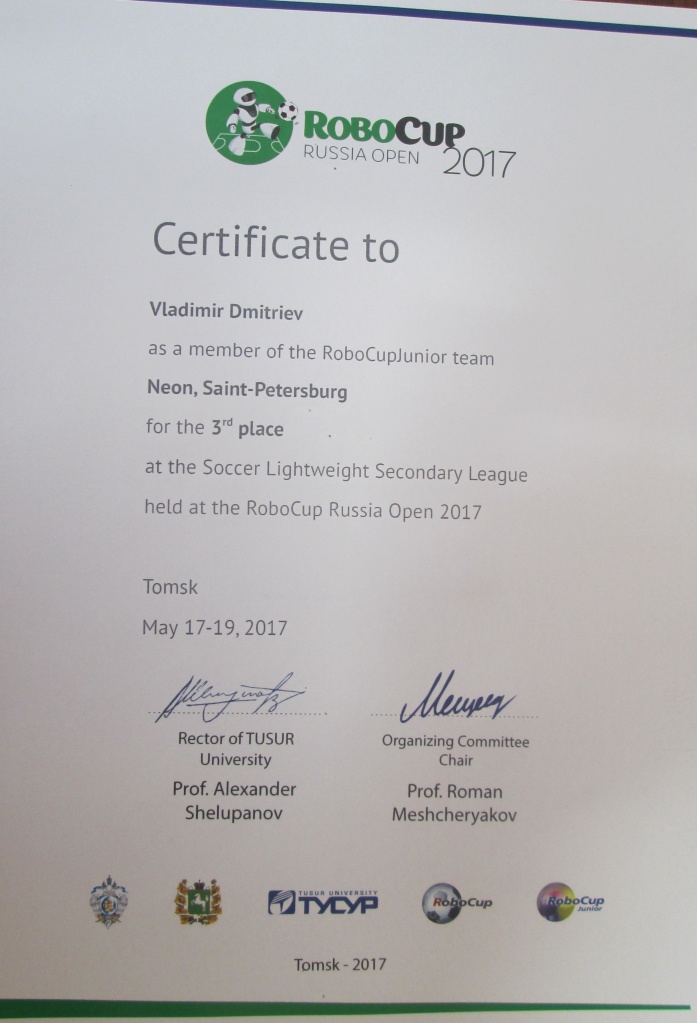 ROBOCUP
RUSSIA OPEN 2017
Certificate to
Vladimir Dmitriev
as a member of the RoboCupJunior team
Neon, Saint-Petersburg
for the 3rd place
at the Soccer Lightweight Secondary League
held at the RoboCup Russia Open 2017
Tomsk
May 17-19, 2017
Rector of TUSUR
University
Prof. Alexander
Shelupanov
Organizing Committee
Chair
Prof. Roman
Meshcheryakov
TUSUR UNIVERSITY
ТУСУР
RoboCup
RoboCup
Junior
Tomsk - 2017